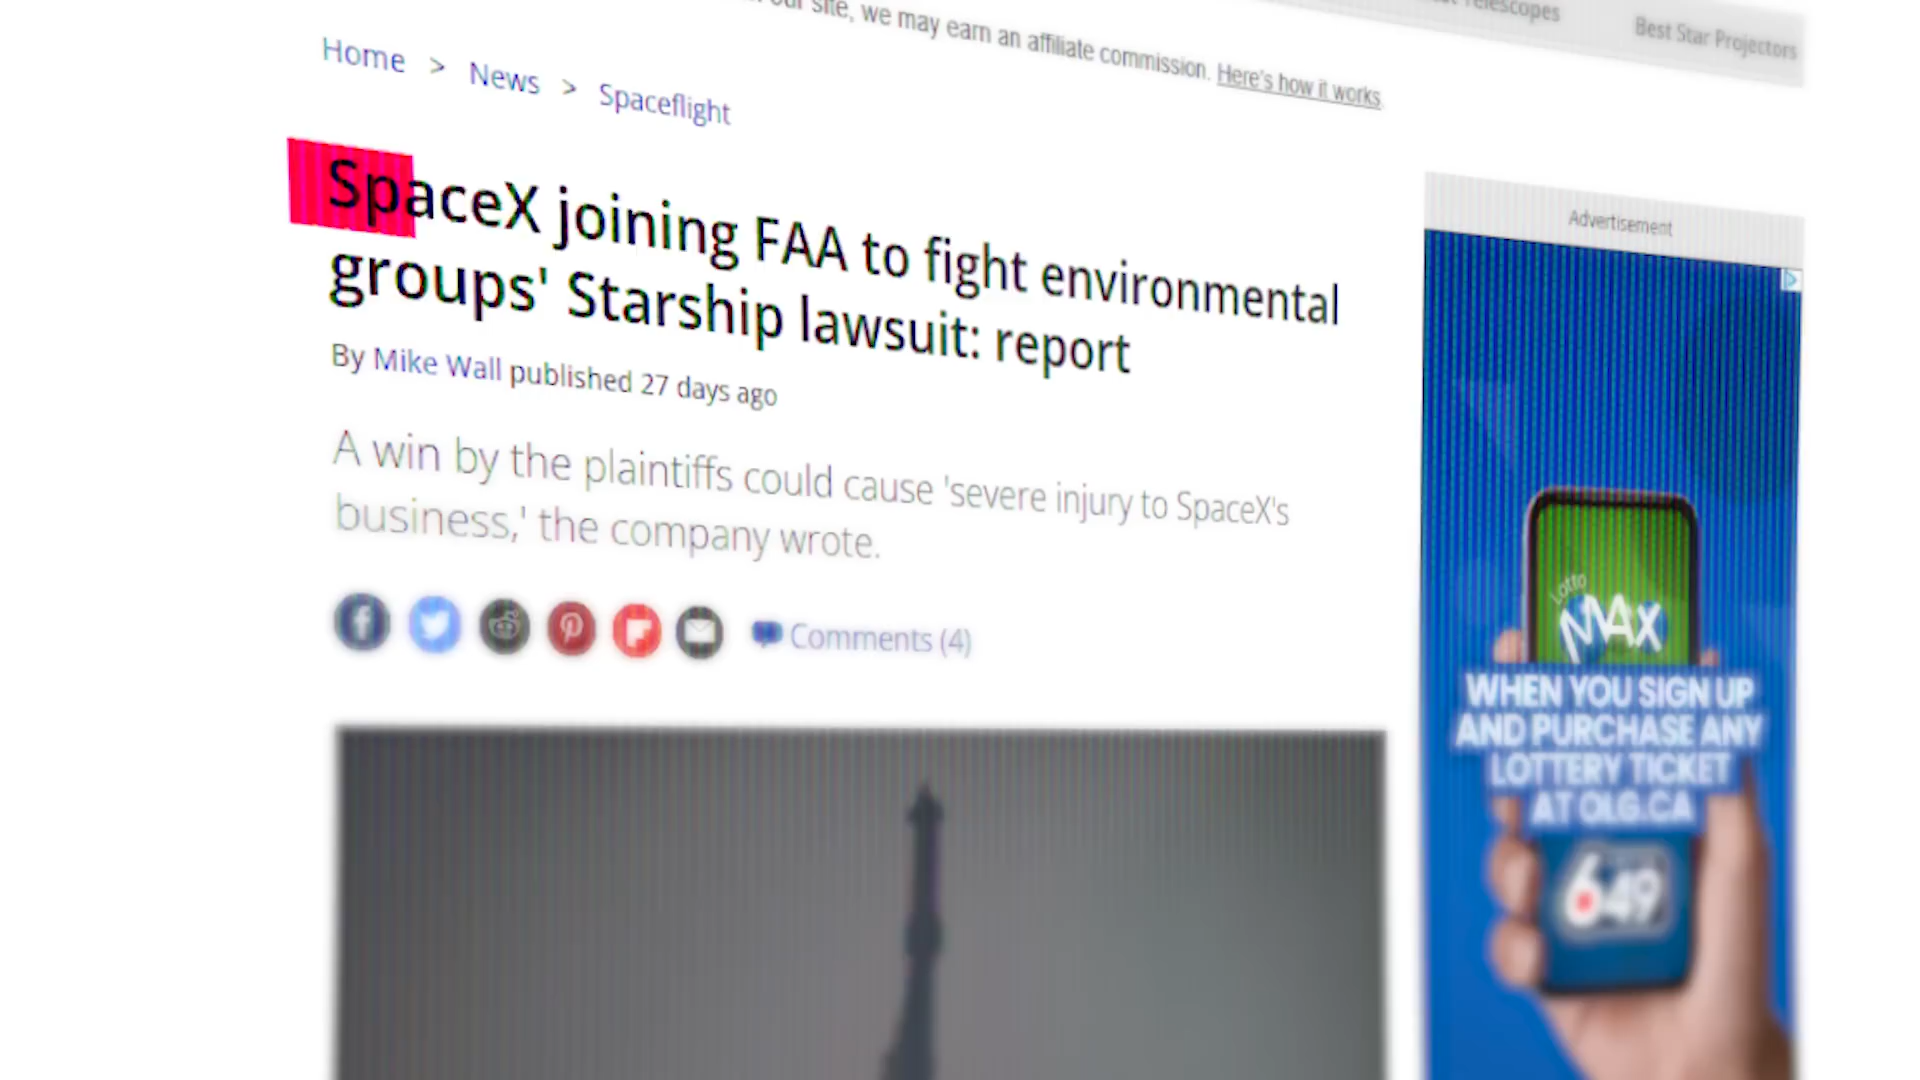 site, we may earn an affiliate commission. Here's how it works.
Telescopes
Best Star Projectors
Home > News > Spaceflight
SpaceX joining FAA to fight environmental
groups' Starship lawsuit: report
By Mike Wall published 27 days ago
A win by the plaintiffs could cause 'severe injury to SpaceX's
business,' the company wrote.
Comments (4)
Advertisement
Lotto
MAX
WHEN YOU SIGN UP
AND PURCHASE ANY
LOTTERY TICKET
AT OLG.CA
649